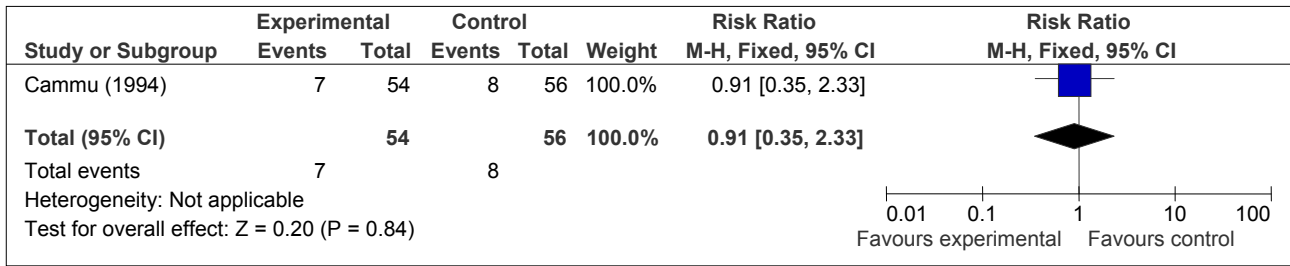 Experimental Control Risk Ratio Risk Ratio
Study or Subgroup Events Total Events Total Weight M-H, Fixed, 95% CI M-H, Fixed, 95% CI
Cammu (1994) 7 54 8 56 100.0% 0.91 [0.35, 2.33]
Total (95% CI) 54 56 100.0% 0.91 [0.35, 2.33]
Total events 7 8
Heterogeneity: Not applicable
Test for overall effect: Z = 0.20 (P = 0.84)
0.01 0.1 1 10 100
Favours experimental Favours control